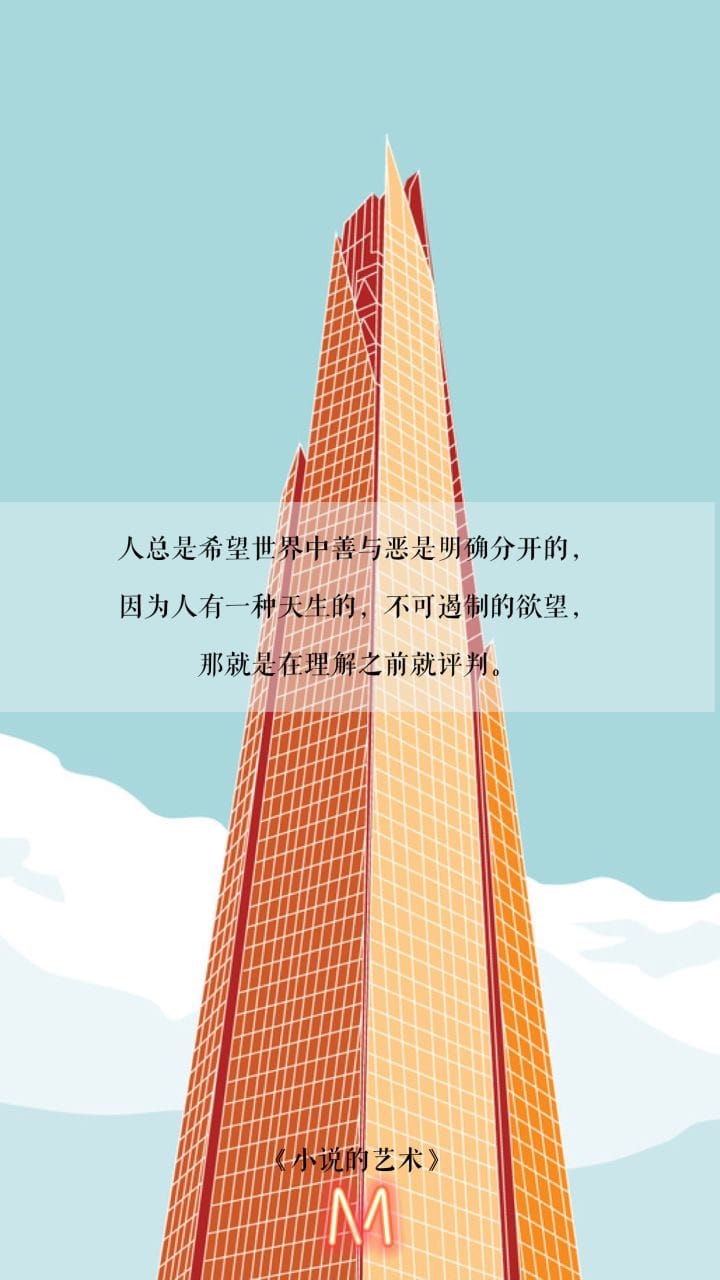 人总是希望世界中善与恶是明确分开的，
因为人有一种天生的，不可遏制的欲望，
那就是在理解之前就评判。
《小说的艺术》
M